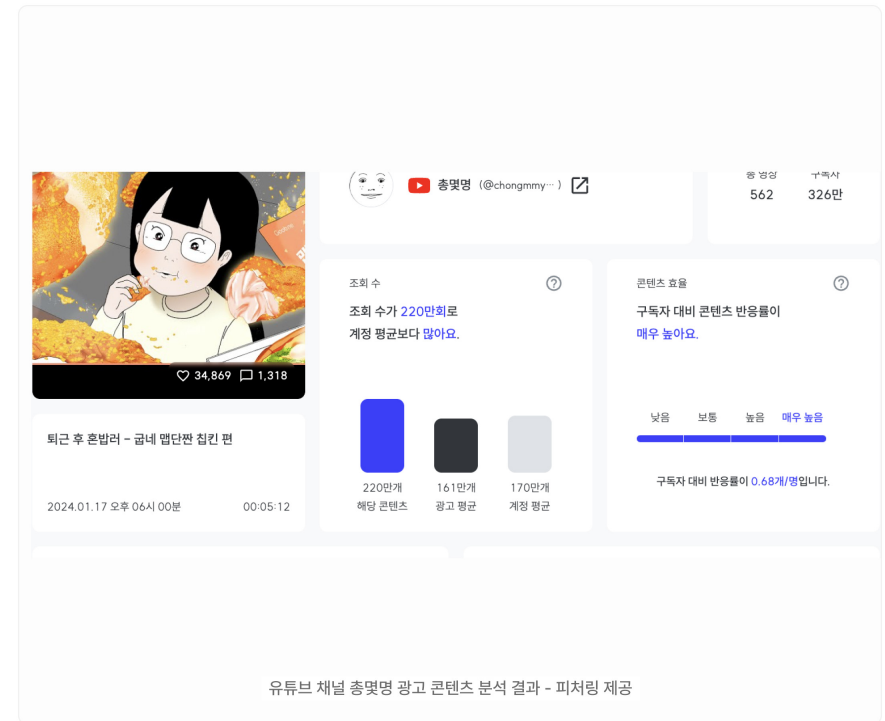 총몇명 (@chongmmy… )
총 영상 구독자
562 326만
34,869 1,318
퇴근 후 혼밥러 – 굽네 맵단짠 칩킨 편
2024.01.17 오후 06시 00분 00:05:12
조회 수
조회 수가 220만회로
계정 평균보다 많아요.
220만개 161만개 170만개
해당 콘텐츠 광고 평균 계정 평균
콘텐츠 효율
구독자 대비 콘텐츠 반응률이
매우 높아요.
낮음 보통 높음 매우 높음
구독자 대비 반응률이 0.68개/명입니다.
유튜브 채널 총몇명 광고 콘텐츠 분석 결과 - 피처링 제공